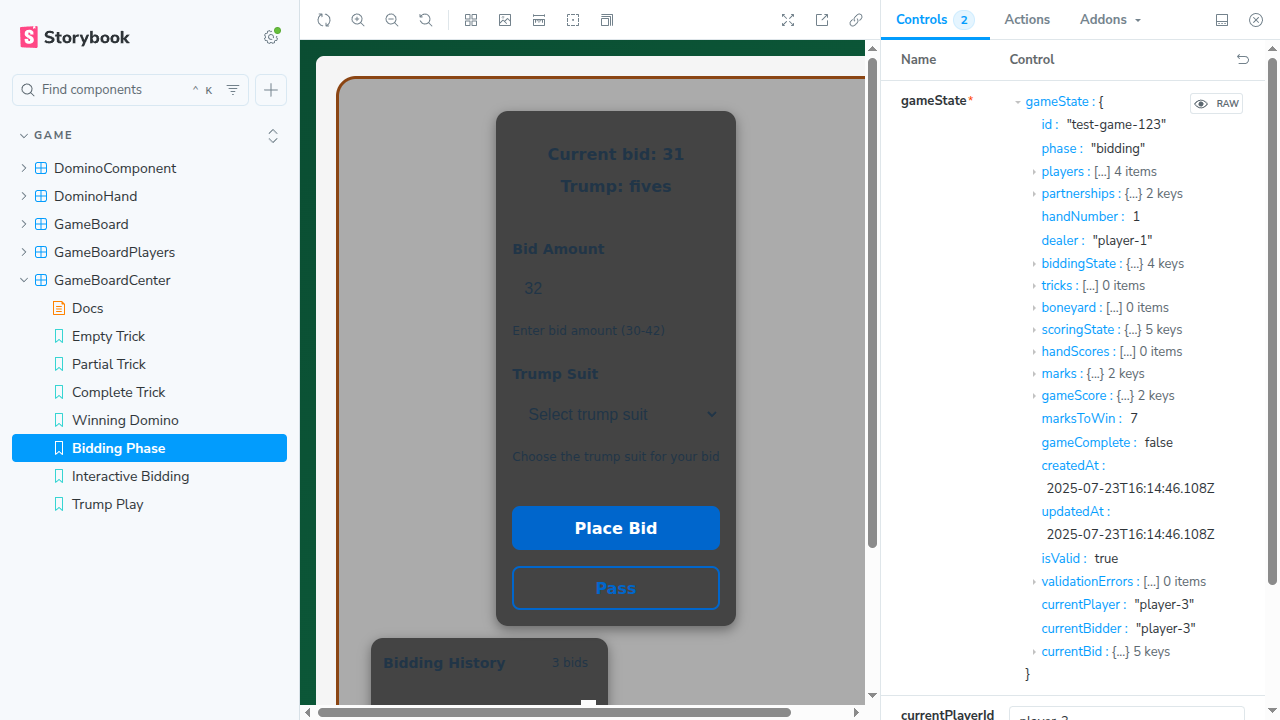 Storybook
Find components
^ K
GAME
DominoComponent
DominoHand
GameBoard
GameBoardPlayers
GameBoardCenter
Docs
Empty Trick
Partial Trick
Complete Trick
Winning Domino
Bidding Phase
Interactive Bidding
Trump Play
Current bid: 31
Trump: fives
Bid Amount
32
Enter bid amount (30-42)
Trump Suit
Select trump suit
Choose the trump suit for your bid
Place Bid
Pass
Bidding History 3 bids
Controls 2 Actions Addons
Name Control
gameState* gameState : {
RAW
id : "test-game-123"
phase : "bidding"
players : [...] 4 items
partnerships : {...} 2 keys
handNumber : 1
dealer : "player-1"
biddingState : {...} 4 keys
tricks : [...] 0 items
boneyard : [...] 0 items
scoringState : {...} 5 keys
handScores : [...] 0 items
marks : {...} 2 keys
gameScore : {...} 2 keys
marksToWin : 7
gameComplete : false
createdAt :
2025-07-23T16:14:46.108Z
updatedAt :
2025-07-23T16:14:46.108Z
isValid : true
validationErrors : [...] 0 items
currentPlayer : "player-3"
currentBidder : "player-3"
currentBid : {...} 5 keys
}
currentPlayerId